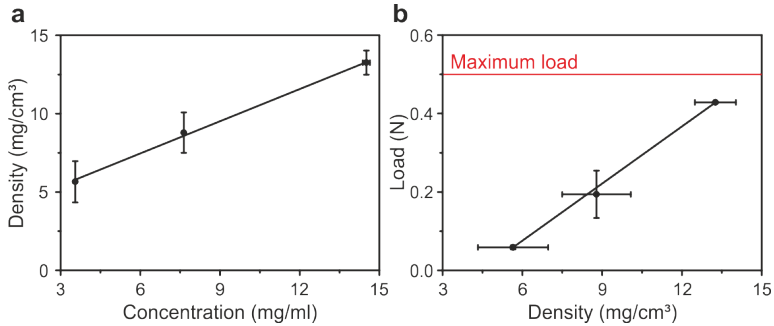 a
15
10
5
0
Density (mg/cm³)
3
6
9
12
15
Concentration (mg/ml)
b
0.6
0.4
0.2
0.0
Load (N)
Maximum load
3
6
9
12
15
Density (mg/cm³)